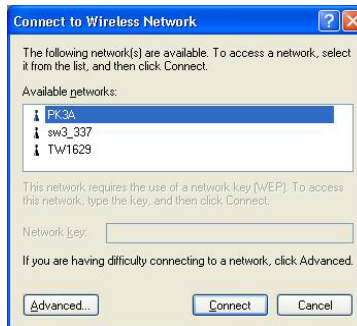 Connect to Wireless Network
The following network(s) are available. To access a network, select
it from the list, and then click Connect.
Available networks:
PK3A
sw3_337
TW1629
This network requires the use of a network key (WEP). To access
this network, type the key, and then click Connect.
Network key:
If you are having difficulty connecting to a network, click Advanced.
Advanced... Connect Cancel